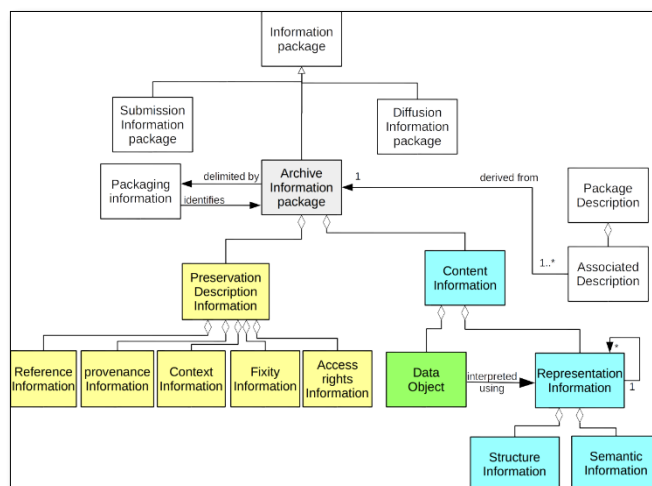 Information
package
Submission
Information
package
Diffusion
Information
package
Packaging
information
delimited by
identifies
Archive
Information
package
1
derived from
1..*
Package
Description
Associated
Description
Preservation
Description
Information
Content
Information
Reference
Information
provenance
Information
Context
Information
Fixity
Information
Access
rights
Information
Data
Object
interpreted
using
Representation
Information
*
1
Structure
Information
Semantic
Information